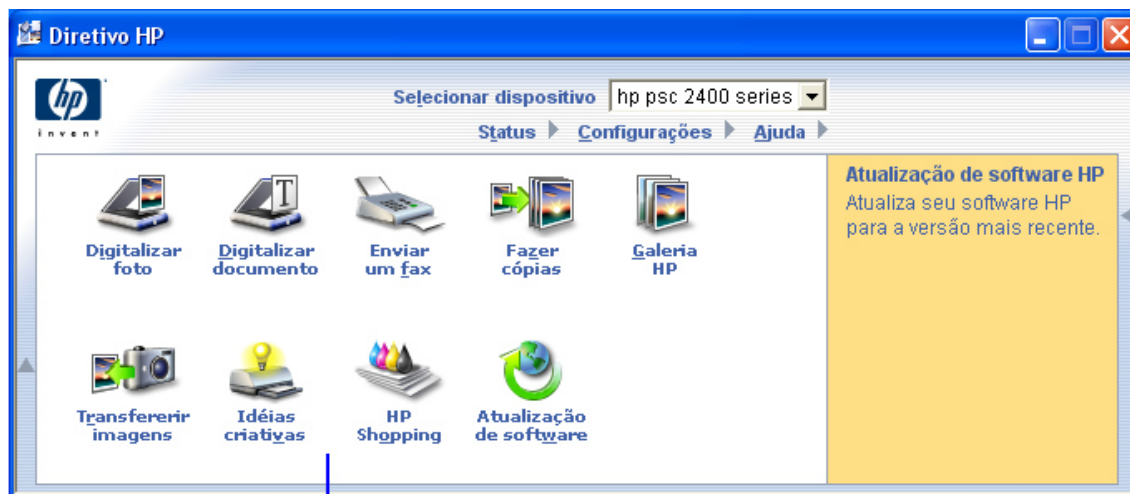 Diretivo HP
hp
invent
Selecionar dispositivo hp psc 2400 series
Status Configurações Ajuda
Digitalizar
foto
Digitalizar
documento
Enviar
um fax
Fazer
cópias
Galeria
HP
Transfererir
imagens
Idéias
criativas
HP
Shopping
Atualização
de software
Atualização de software HP
Atualiza seu software HP
para a versão mais recente.